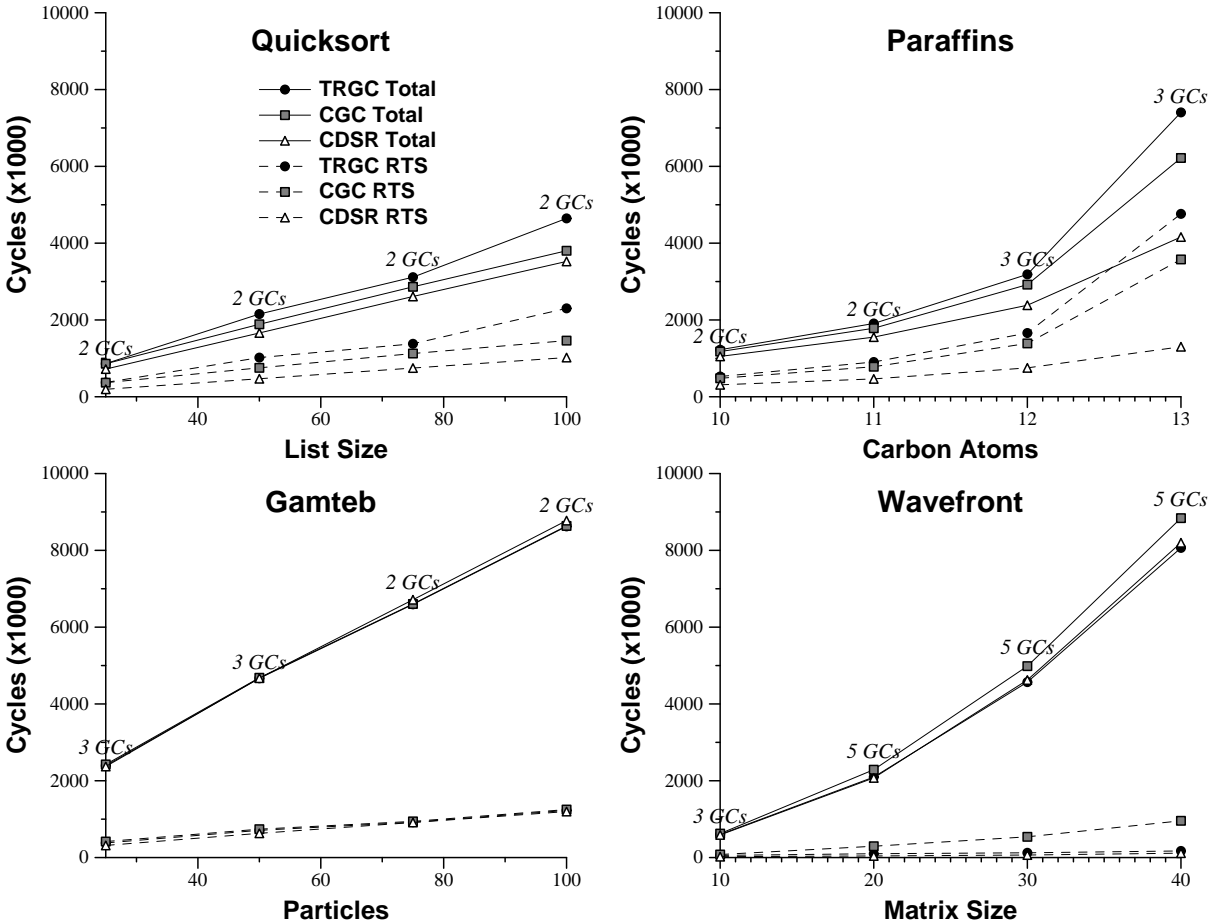 Quicksort
TRGC Total
CGC Total
CDSR Total
TRGC RTS
CGC RTS
CDSR RTS
10000
8000
6000
4000
2000
0
Cycles (x1000)
2 GCs
2 GCs
2 GCs
2 GCs
40
60
80
100
List Size
Paraffins
10000
8000
6000
4000
2000
0
Cycles (x1000)
2 GCs
2 GCs
3 GCs
3 GCs
10
11
12
13
Carbon Atoms
Gamteb
10000
8000
6000
4000
2000
0
Cycles (x1000)
3 GCs
3 GCs
2 GCs
2 GCs
40
60
80
100
Particles
Wavefront
10000
8000
6000
4000
2000
0
Cycles (x1000)
3 GCs
5 GCs
5 GCs
5 GCs
10
20
30
40
Matrix Size